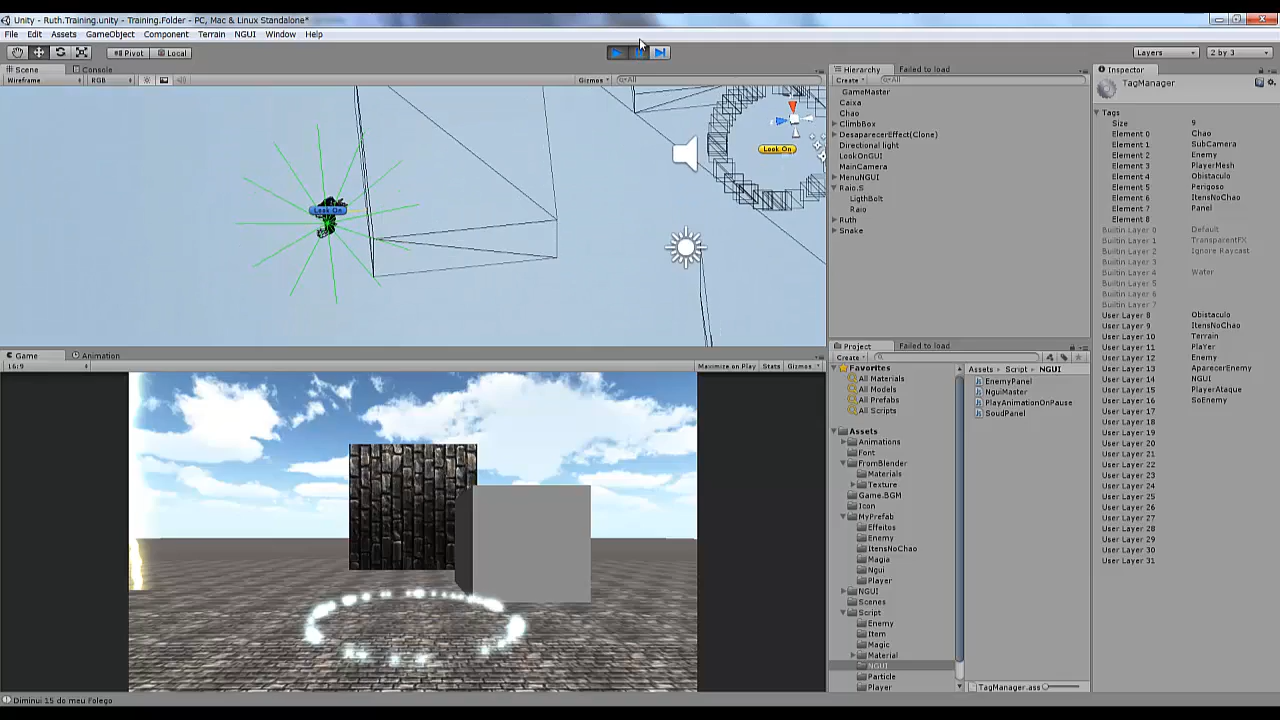 Unity - Ruth.Training.unity - Training.Folder - PC, Mac & Linux Standalone*
File Edit Assets GameObject Component Terrain NGUI Window Help
Pivot Local Layers 2 by 3
Scene Console
Wireframe RGB Gizmos All
Look On
Look On
Game Animation
16:9 Maximize on Play Stats Gizmos
Hierarchy Failed to load
Create All
GameMaster
Caixa
Chao
ClimbBox
DesaparecerEffect(Clone)
Directional light
LookOnGUI
MainCamera
MenuNGUI
Raio.S
LigthBolt
Raio
Ruth
Snake
Project Failed to load
Create
Favorites
All Materials
All Models
All Prefabs
All Scripts
Assets
Animations
Font
FromBlender
Materials
Texture
Game.BGM
Icon
MyPrefab
Effeitos
Enemy
ItensNoChao
Magia
Ngui
Player
NGUI
Scenes
Script
Enemy
Item
Magic
Material
NGUI
Particle
Player
Assets Script NGUI
EnemyPanel
NguiMaster
PlayAnimationOnPause
SoudPanel
TagManager.ass
Inspector
TagManager
Tags
Size 9
Element 0 Chao
Element 1 SubCamera
Element 2 Enemy
Element 3 PlayerMesh
Element 4 Obstaculo
Element 5 Perigoso
Element 6 ItensNoChao
Element 7 Panel
Element 8
Builtin Layer 0 Default
Builtin Layer 1 TransparentFX
Builtin Layer 2 Ignore Raycast
Builtin Layer 3
Builtin Layer 4 Water
Builtin Layer 5
Builtin Layer 6
Builtin Layer 7
User Layer 8 Obstaculo
User Layer 9 ItensNoChao
User Layer 10 Terrain
User Layer 11 PlaYer
User Layer 12 Enemy
User Layer 13 AparecerEnemy
User Layer 14 NGUI
User Layer 15 PlayerAtaque
User Layer 16 SoEnemy
User Layer 17
User Layer 18
User Layer 19
User Layer 20
User Layer 21
User Layer 22
User Layer 23
User Layer 24
User Layer 25
User Layer 26
User Layer 27
User Layer 28
User Layer 29
User Layer 30
User Layer 31
Diminui 15 do meu Folego